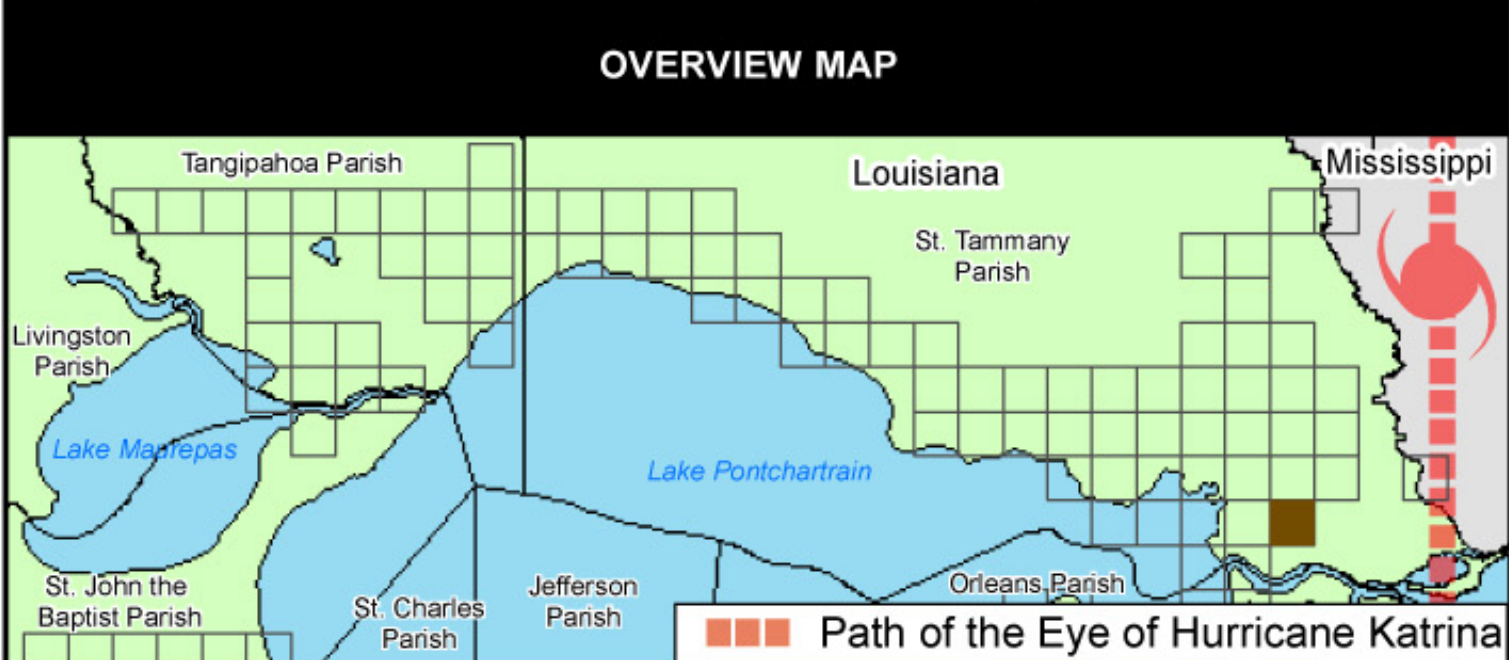 OVERVIEW MAP
Tangipahoa Parish
Louisiana
Mississippi
St. Tammany
Parish
Livingston
Parish
Lake Maurepas
Lake Pontchartrain
St. John the
Baptist Parish
St. Charles
Parish
Jefferson
Parish
Orleans Parish
Path of the Eye of Hurricane Katrina